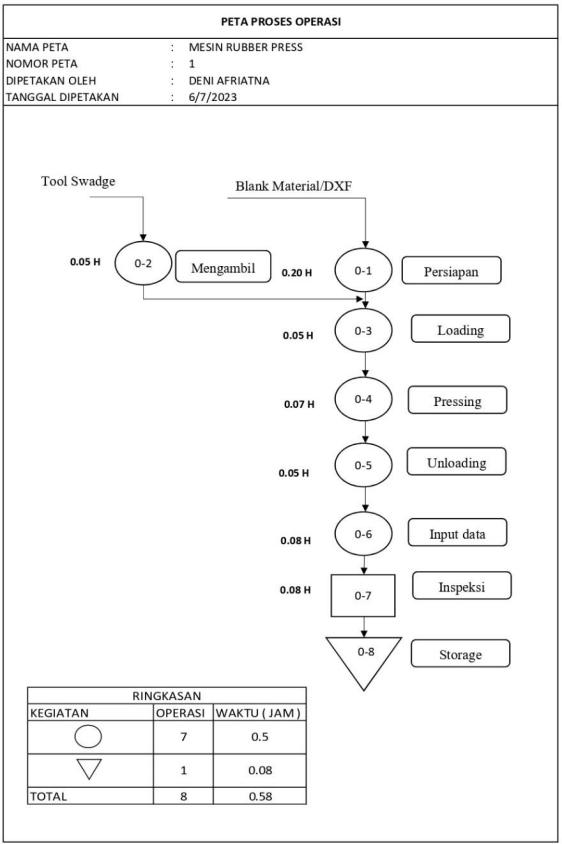 PETA PROSES OPERASI
NAMA PETA : MESIN RUBBER PRESS
NOMOR PETA : 1
DIPETAKAN OLEH : DENI AFRIATNA
TANGGAL DIPETAKAN : 6/7/2023
Tool Swadge
Blank Material/DXF
0.05 H 0-2 Mengambil
0.20 H 0-1 Persiapan
0.05 H 0-3 Loading
0.07 H 0-4 Pressing
0.05 H 0-5 Unloading
0.08 H 0-6 Input data
0.08 H 0-7 Inspeksi
0-8 Storage
RINGKASAN
KEGIATAN OPERASI WAKTU ( JAM )
7 0.5
1 0.08
TOTAL 8 0.58